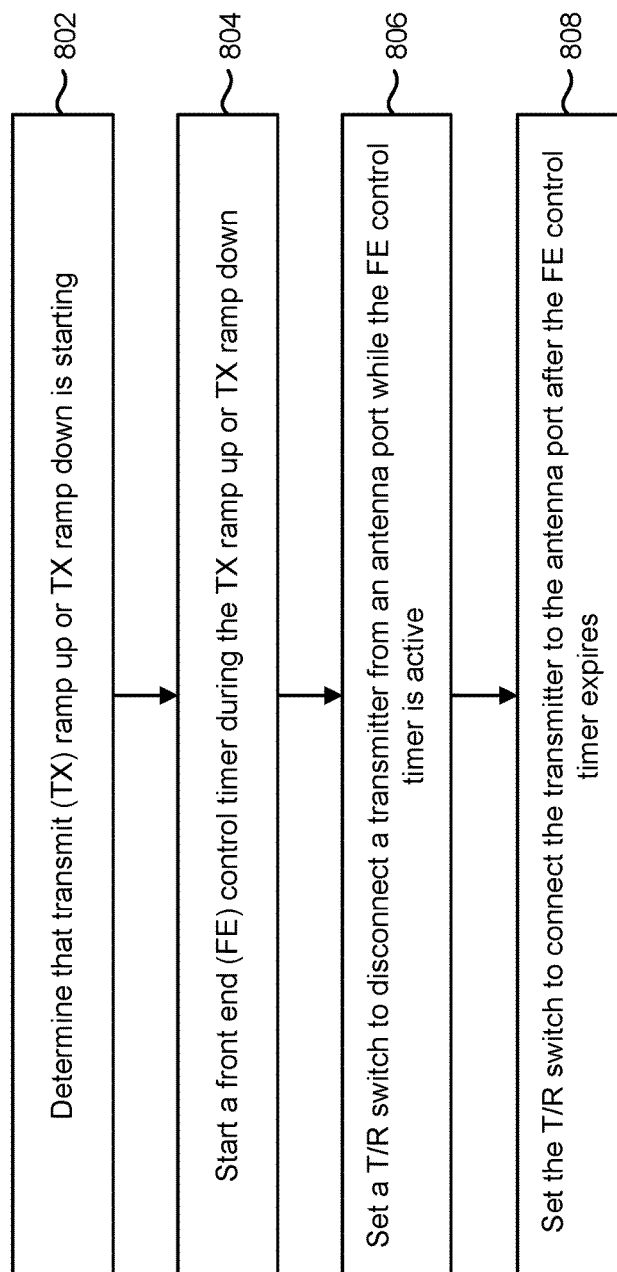 Determine that transmit (TX) ramp up or TX ramp down is starting
802
Start a front end (FE) control timer during the TX ramp up or TX ramp down
804
Set a T/R switch to disconnect a transmitter from an antenna port while the FE control
timer is active
806
Set the T/R switch to connect the transmitter to the antenna port after the FE control
timer expires
808